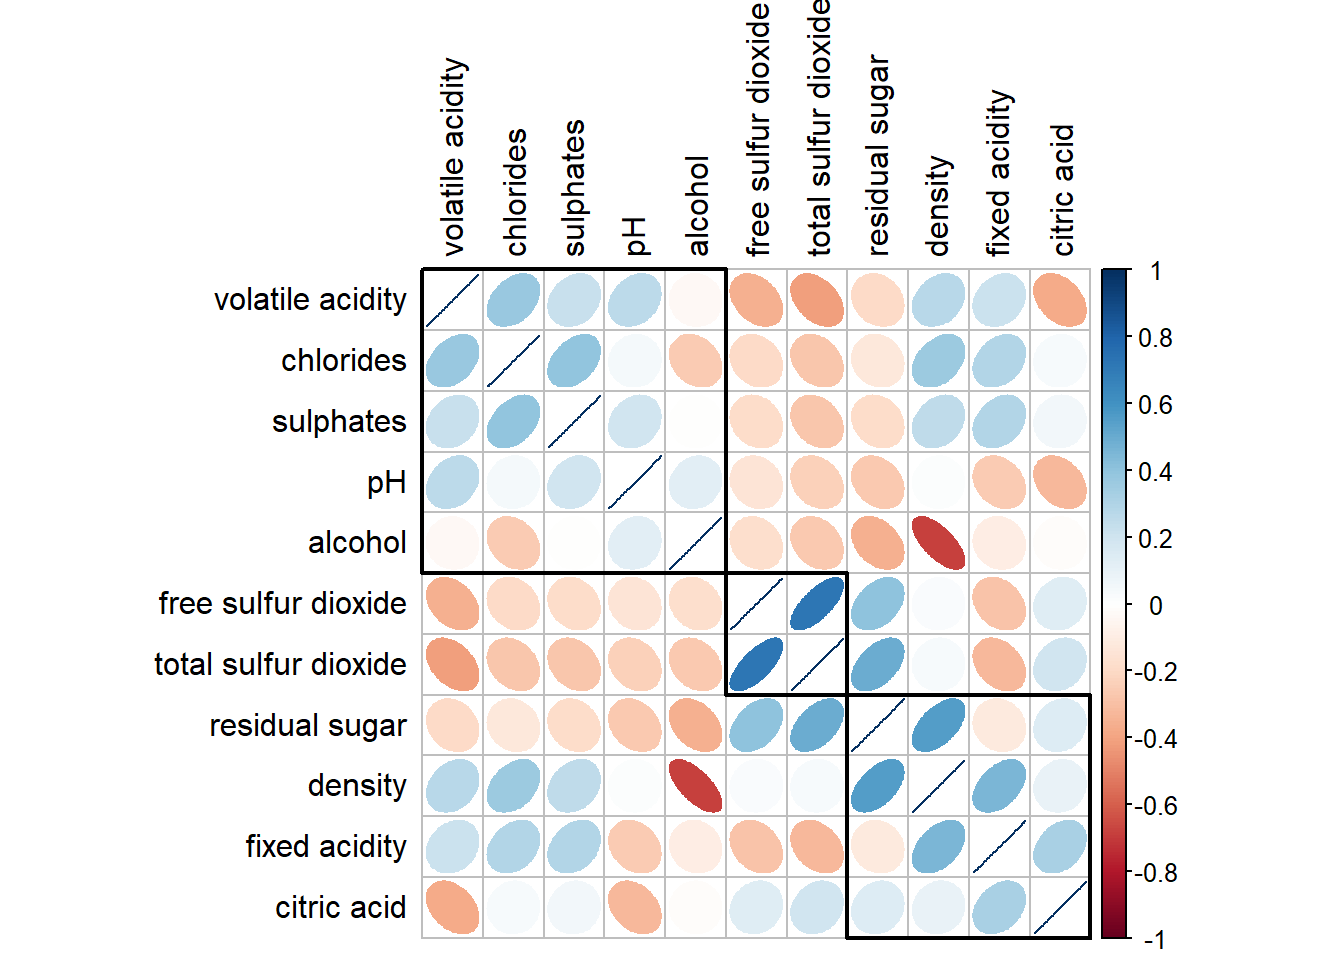 volatile acidity
chlorides
sulphates
pH
alcohol
free sulfur dioxide
total sulfur dioxide
residual sugar
density
fixed acidity
citric acid
volatile acidity
chlorides
sulphates
pH
alcohol
free sulfur dioxide
total sulfur dioxide
residual sugar
density
fixed acidity
citric acid
1
0.8
0.6
0.4
0.2
0
-0.2
-0.4
-0.6
-0.8
-1